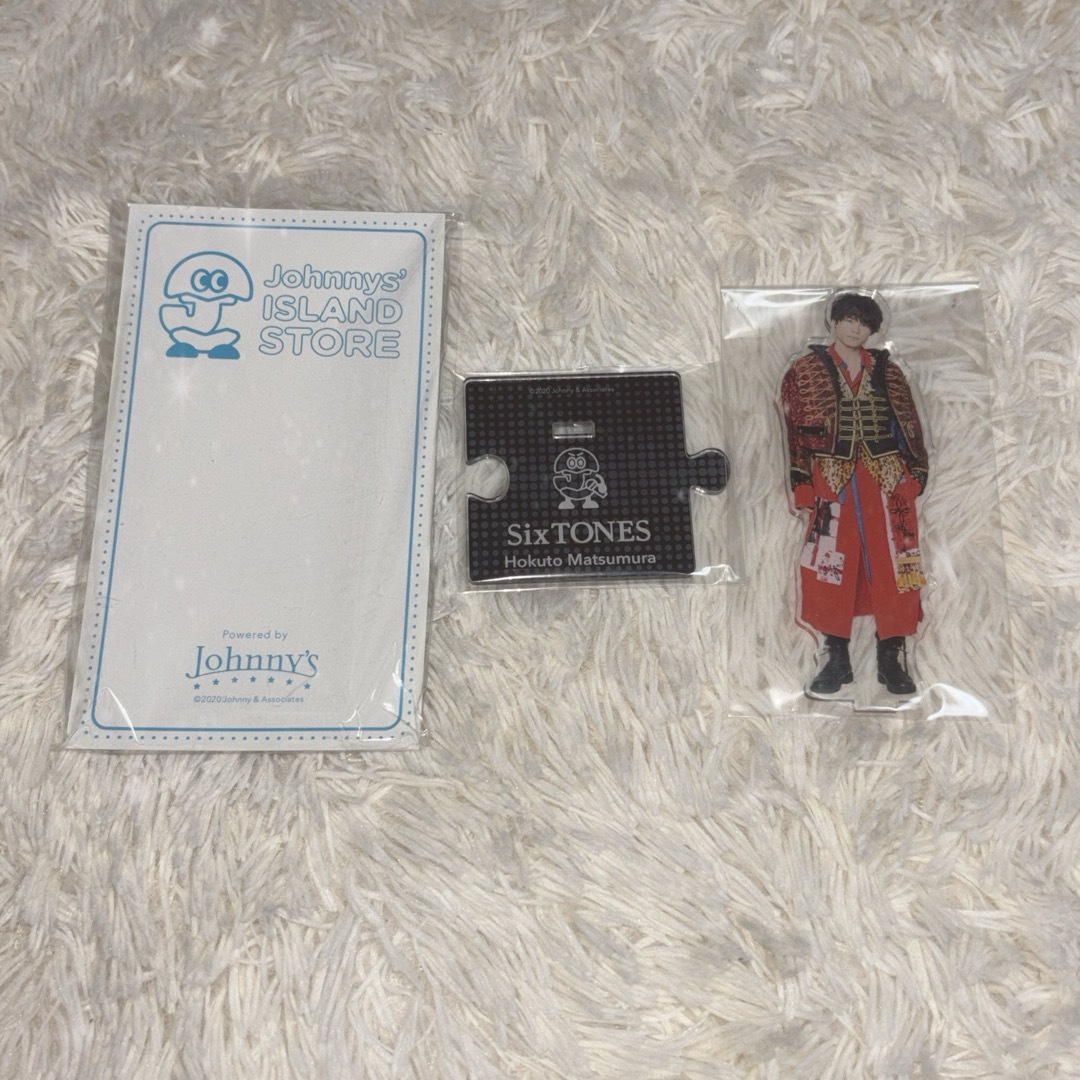 Johnnys'
ISLAND
STORE
Powered by
Johnny's
©2020 Johnny & Associates
©2020 Johnny & Associates
SixTONES
Hokuto Matsumura